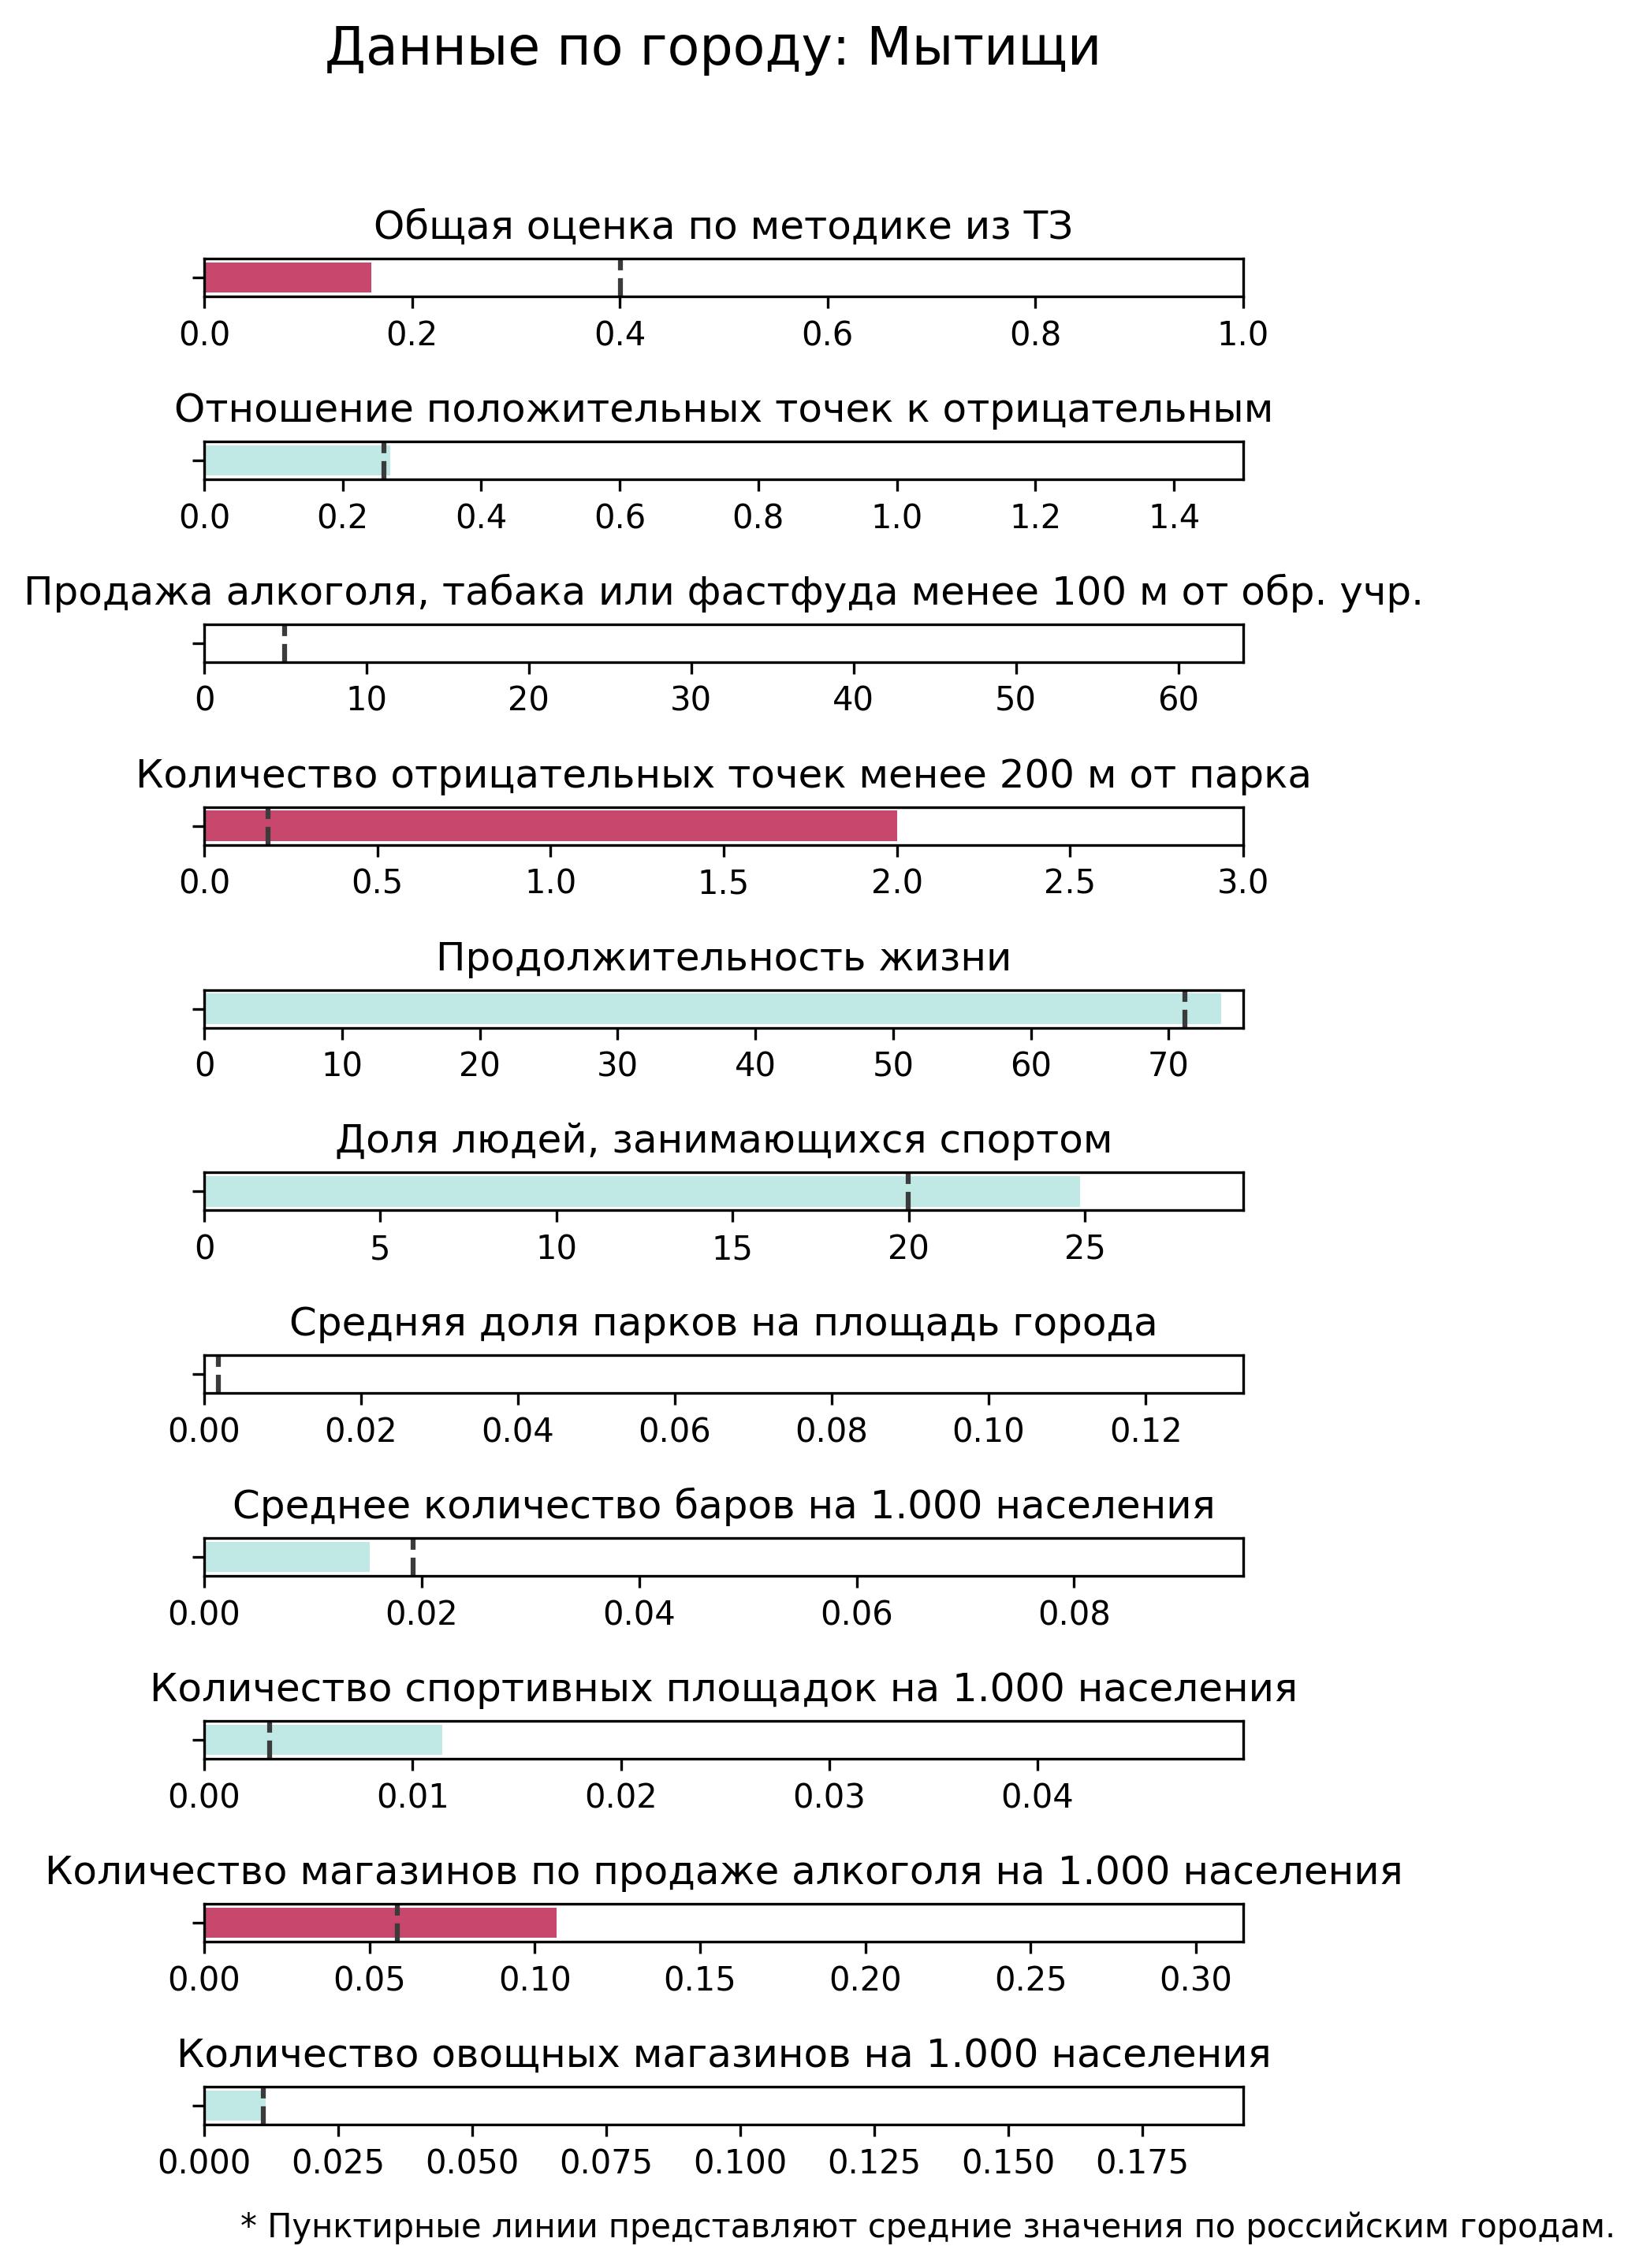 Данные по городу: Мытищи
Общая оценка по методике из ТЗ
0.0 0.2 0.4 0.6 0.8 1.0
Отношение положительных точек к отрицательным
0.0 0.2 0.4 0.6 0.8 1.0 1.2 1.4
Продажа алкоголя, табака или фастфуда менее 100 м от обр. учр.
0 10 20 30 40 50 60
Количество отрицательных точек менее 200 м от парка
0.0 0.5 1.0 1.5 2.0 2.5 3.0
Продолжительность жизни
0 10 20 30 40 50 60 70
Доля людей, занимающихся спортом
0 5 10 15 20 25
Средняя доля парков на площадь города
0.00 0.02 0.04 0.06 0.08 0.10 0.12
Среднее количество баров на 1.000 населения
0.00 0.02 0.04 0.06 0.08
Количество спортивных площадок на 1.000 населения
0.00 0.01 0.02 0.03 0.04
Количество магазинов по продаже алкоголя на 1.000 населения
0.00 0.05 0.10 0.15 0.20 0.25 0.30
Количество овощных магазинов на 1.000 населения
0.000 0.025 0.050 0.075 0.100 0.125 0.150 0.175
* Пунктирные линии представляют средние значения по российским городам.